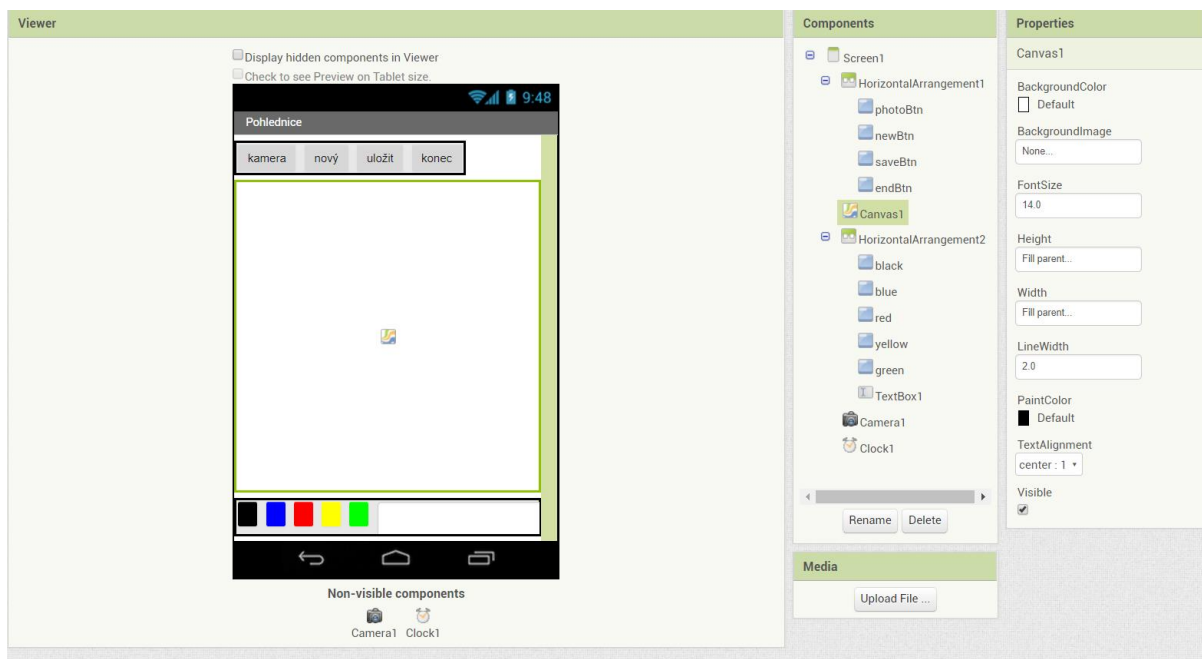 Viewer
Display hidden components in Viewer
Check to see Preview on Tablet size.
9:48
Pohlednice
kamera nový uložit konec
Non-visible components
Camera1 Clock1
Components
Screen1
HorizontalArrangement1
photoBtn
newBtn
saveBtn
endBtn
Canvas1
HorizontalArrangement2
black
blue
red
yellow
green
TextBox1
Camera1
Clock1
Rename Delete
Media
Upload File ...
Properties
Canvas1
BackgroundColor
Default
BackgroundImage
None...
FontSize
14.0
Height
Fill parent...
Width
Fill parent...
LineWidth
2.0
PaintColor
Default
TextAlignment
center : 1
Visible